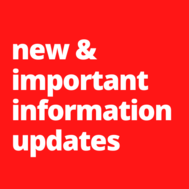 new &
important
information
updates